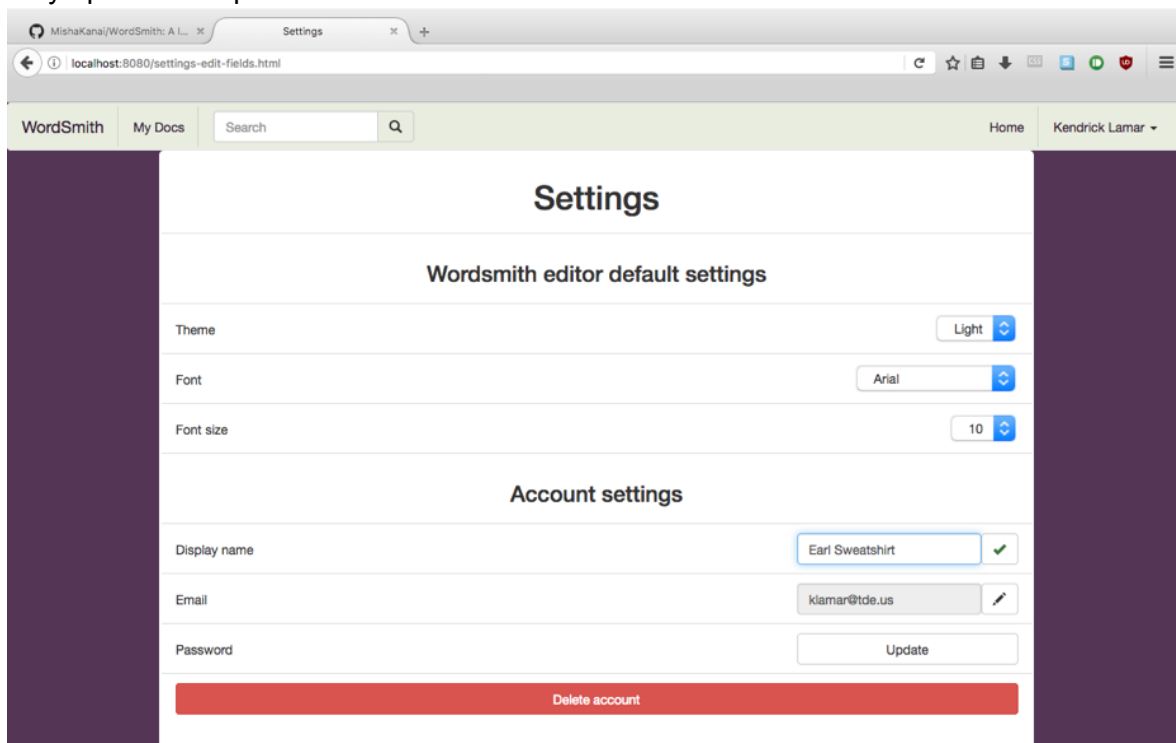 MishaKanai/WordSmith: A l... Settings
localhost:8080/settings-edit-fields.html
WordSmith My Docs Search Home Kendrick Lamar
Settings
Wordsmith editor default settings
Theme Light
Font Arial
Font size 10
Account settings
Display name Earl Sweatshirt
Email klamar@tde.us
Password Update
Delete account